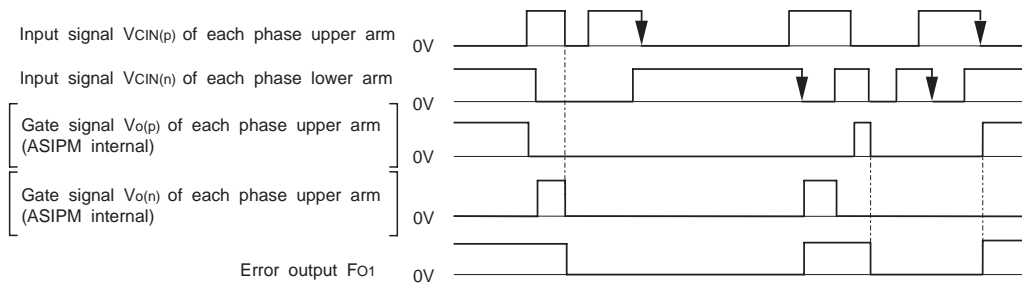 Input signal VCIN(p) of each phase upper arm
0V
Input signal VCIN(n) of each phase lower arm
0V
Gate signal Vo(p) of each phase upper arm
(ASIPM internal)
0V
Gate signal Vo(n) of each phase upper arm
(ASIPM internal)
0V
Error output FO1
0V